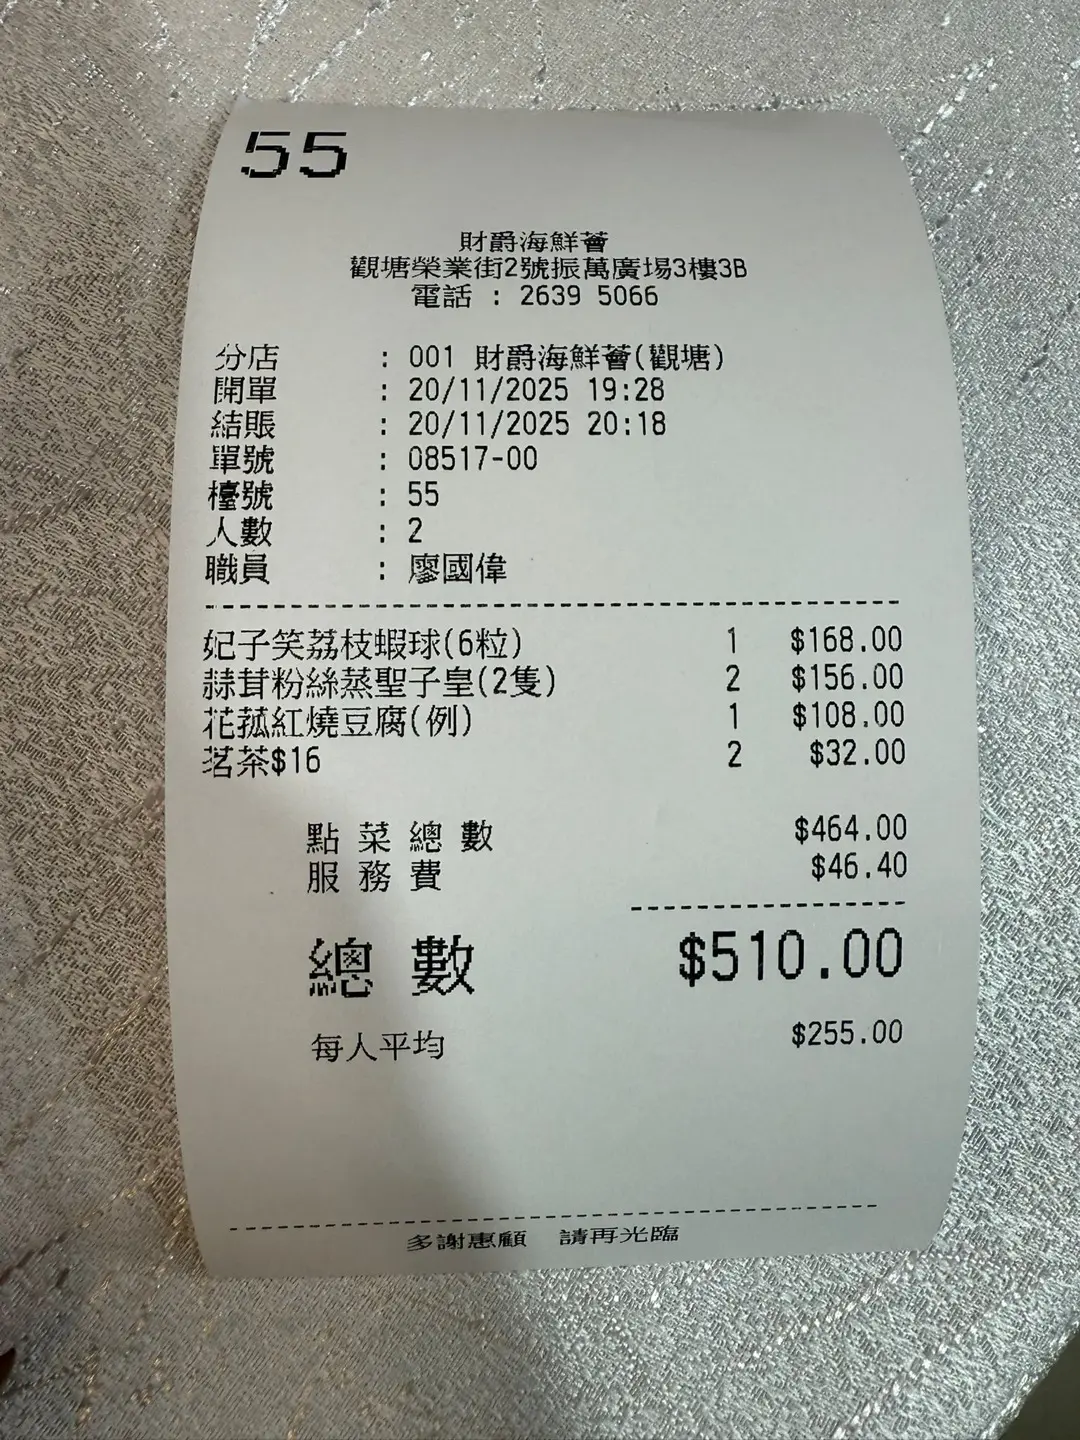 55
財爵海鮮薈
觀塘榮業街2號振萬廣場3樓3B
電話 : 2639 5066
分店 : 001 財爵海鮮薈(觀塘)
開單 : 20/11/2025 19:28
結賬 : 20/11/2025 20:18
單號 : 08517-00
檯號 : 55
人數 : 2
職員 : 廖國偉
妃子笑荔枝蝦球(6粒) 1 $168.00
蒜茸粉絲蒸聖子皇(2隻) 2 $156.00
花菰紅燒豆腐(例) 1 $108.00
茗茶$16 2 $32.00
點菜總數 $464.00
服務費 $46.40
總數 $510.00
每人平均 $255.00
多謝惠顧 請再光臨